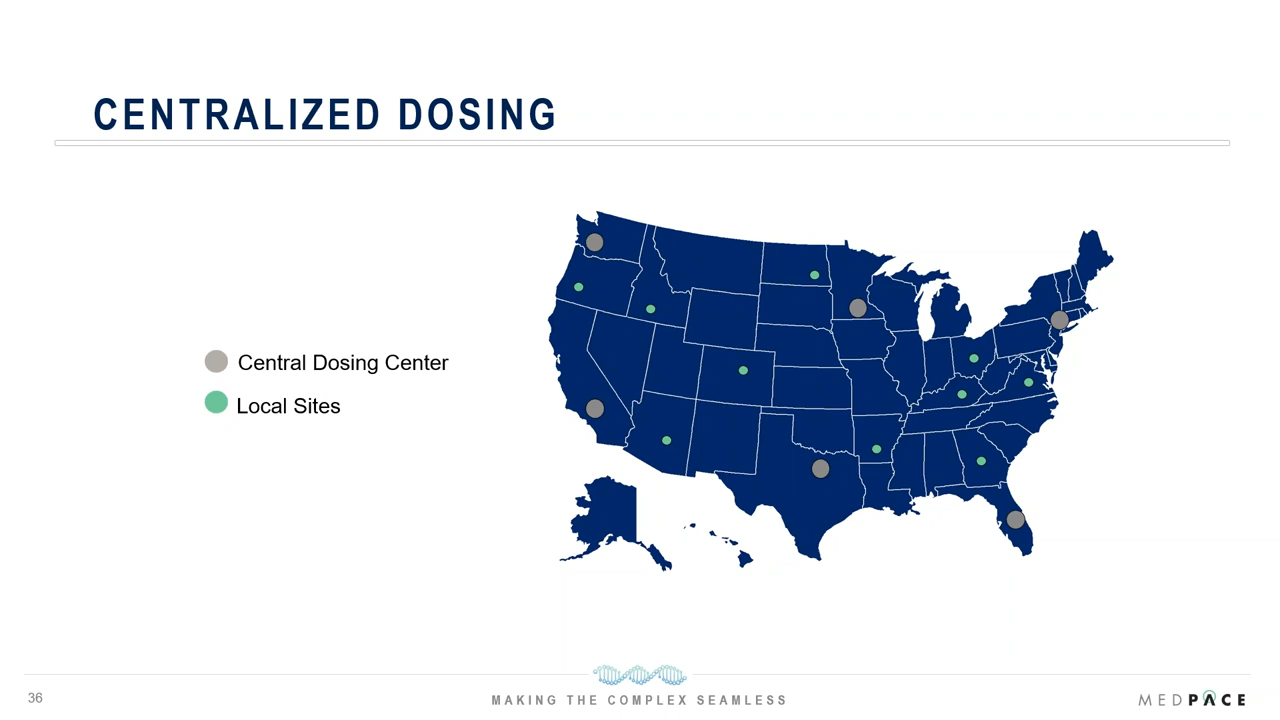 CENTRALIZED DOSING
Central Dosing Center
Local Sites
36
MAKING THE COMPLEX SEAMLESS
MEDPACE